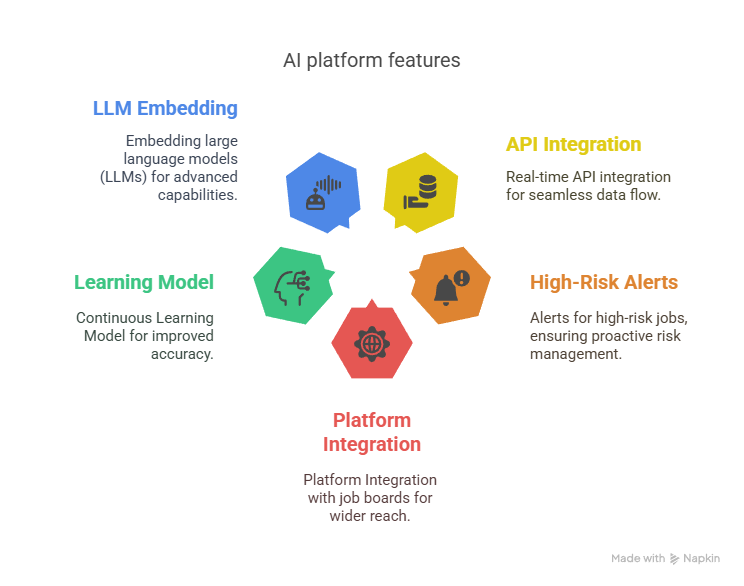 AI platform features
LLM Embedding
Embedding large
language models
(LLMs) for advanced
capabilities.
API Integration
Real-time API integration
for seamless data flow.
Learning Model
Continuous Learning
Model for improved
accuracy.
High-Risk Alerts
Alerts for high-risk jobs,
ensuring proactive risk
management.
Platform
Integration
Platform Integration
with job boards for
wider reach.
Made with Napkin